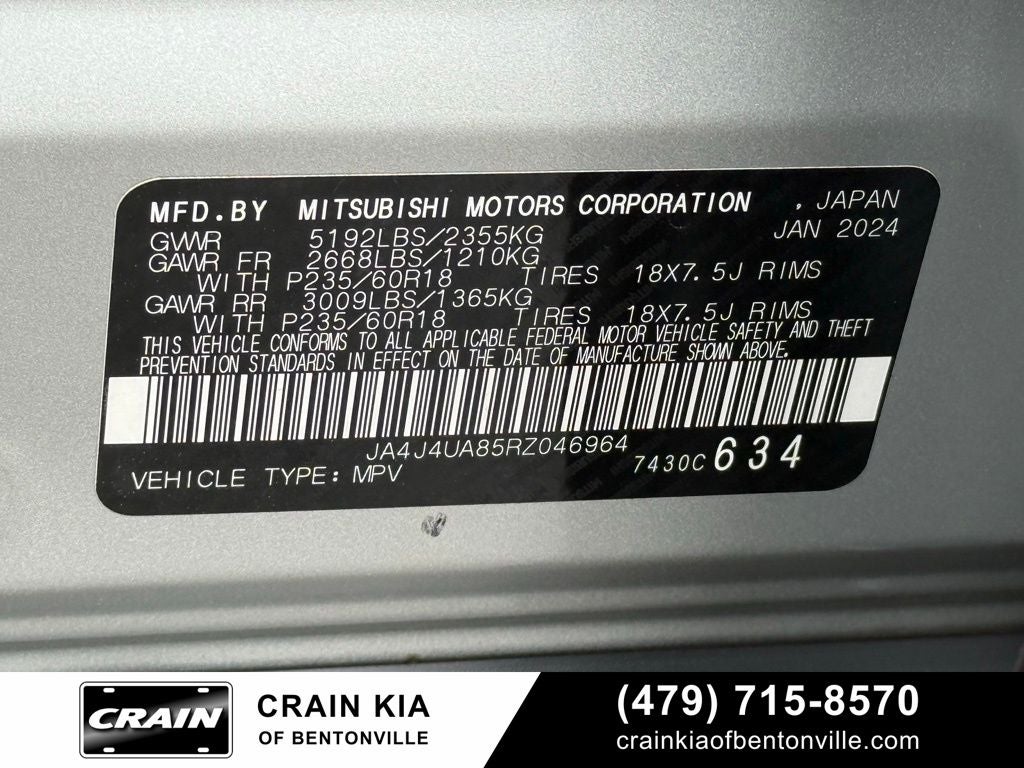 MFD.BY MITSUBISHI MOTORS CORPORATION , JAPAN
GVWR 5192LBS/2355KG JAN 2024
GAWR FR 2668LBS/1210KG
WITH P235/60R18 TIRES 18X7.5J RIMS
GAWR RR 3009LBS/1365KG
WITH P235/60R18 TIRES 18X7.5J RIMS
THIS VEHICLE CONFORMS TO ALL APPLICABLE FEDERAL MOTOR VEHICLE SAFETY AND THEFT
PREVENTION STANDARDS IN EFFECT ON THE DATE OF MANUFACTURE SHOWN ABOVE.
JA4J4UA85RZ046964
VEHICLE TYPE: MPV 7430C 634
CRAIN
CRAIN KIA
OF BENTONVILLE
(479) 715-8570
crainkiaofbentonville.com